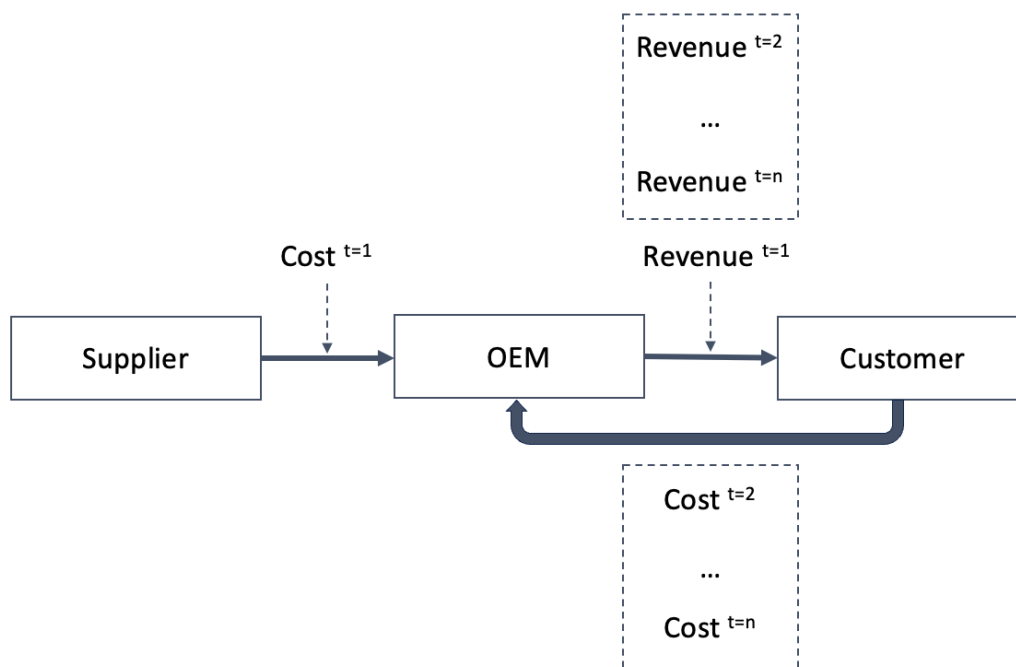 Revenue t=2
...
Revenue t=n
Cost t=1
Revenue t=1
Supplier
OEM
Customer
Cost t=2
...
Cost t=n